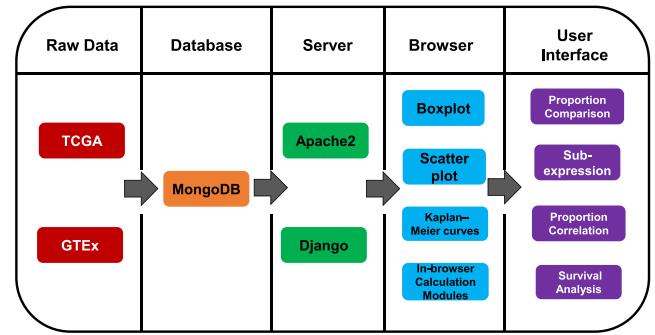 Raw Data
Database
Server
Browser
User
Interface
TCGA
GTEx
MongoDB
Apache2
Django
Boxplot
Scatter
plot
Kaplan–
Meier curves
In-browser
Calculation
Modules
Proportion
Comparison
Sub-
expression
Proportion
Correlation
Survival
Analysis